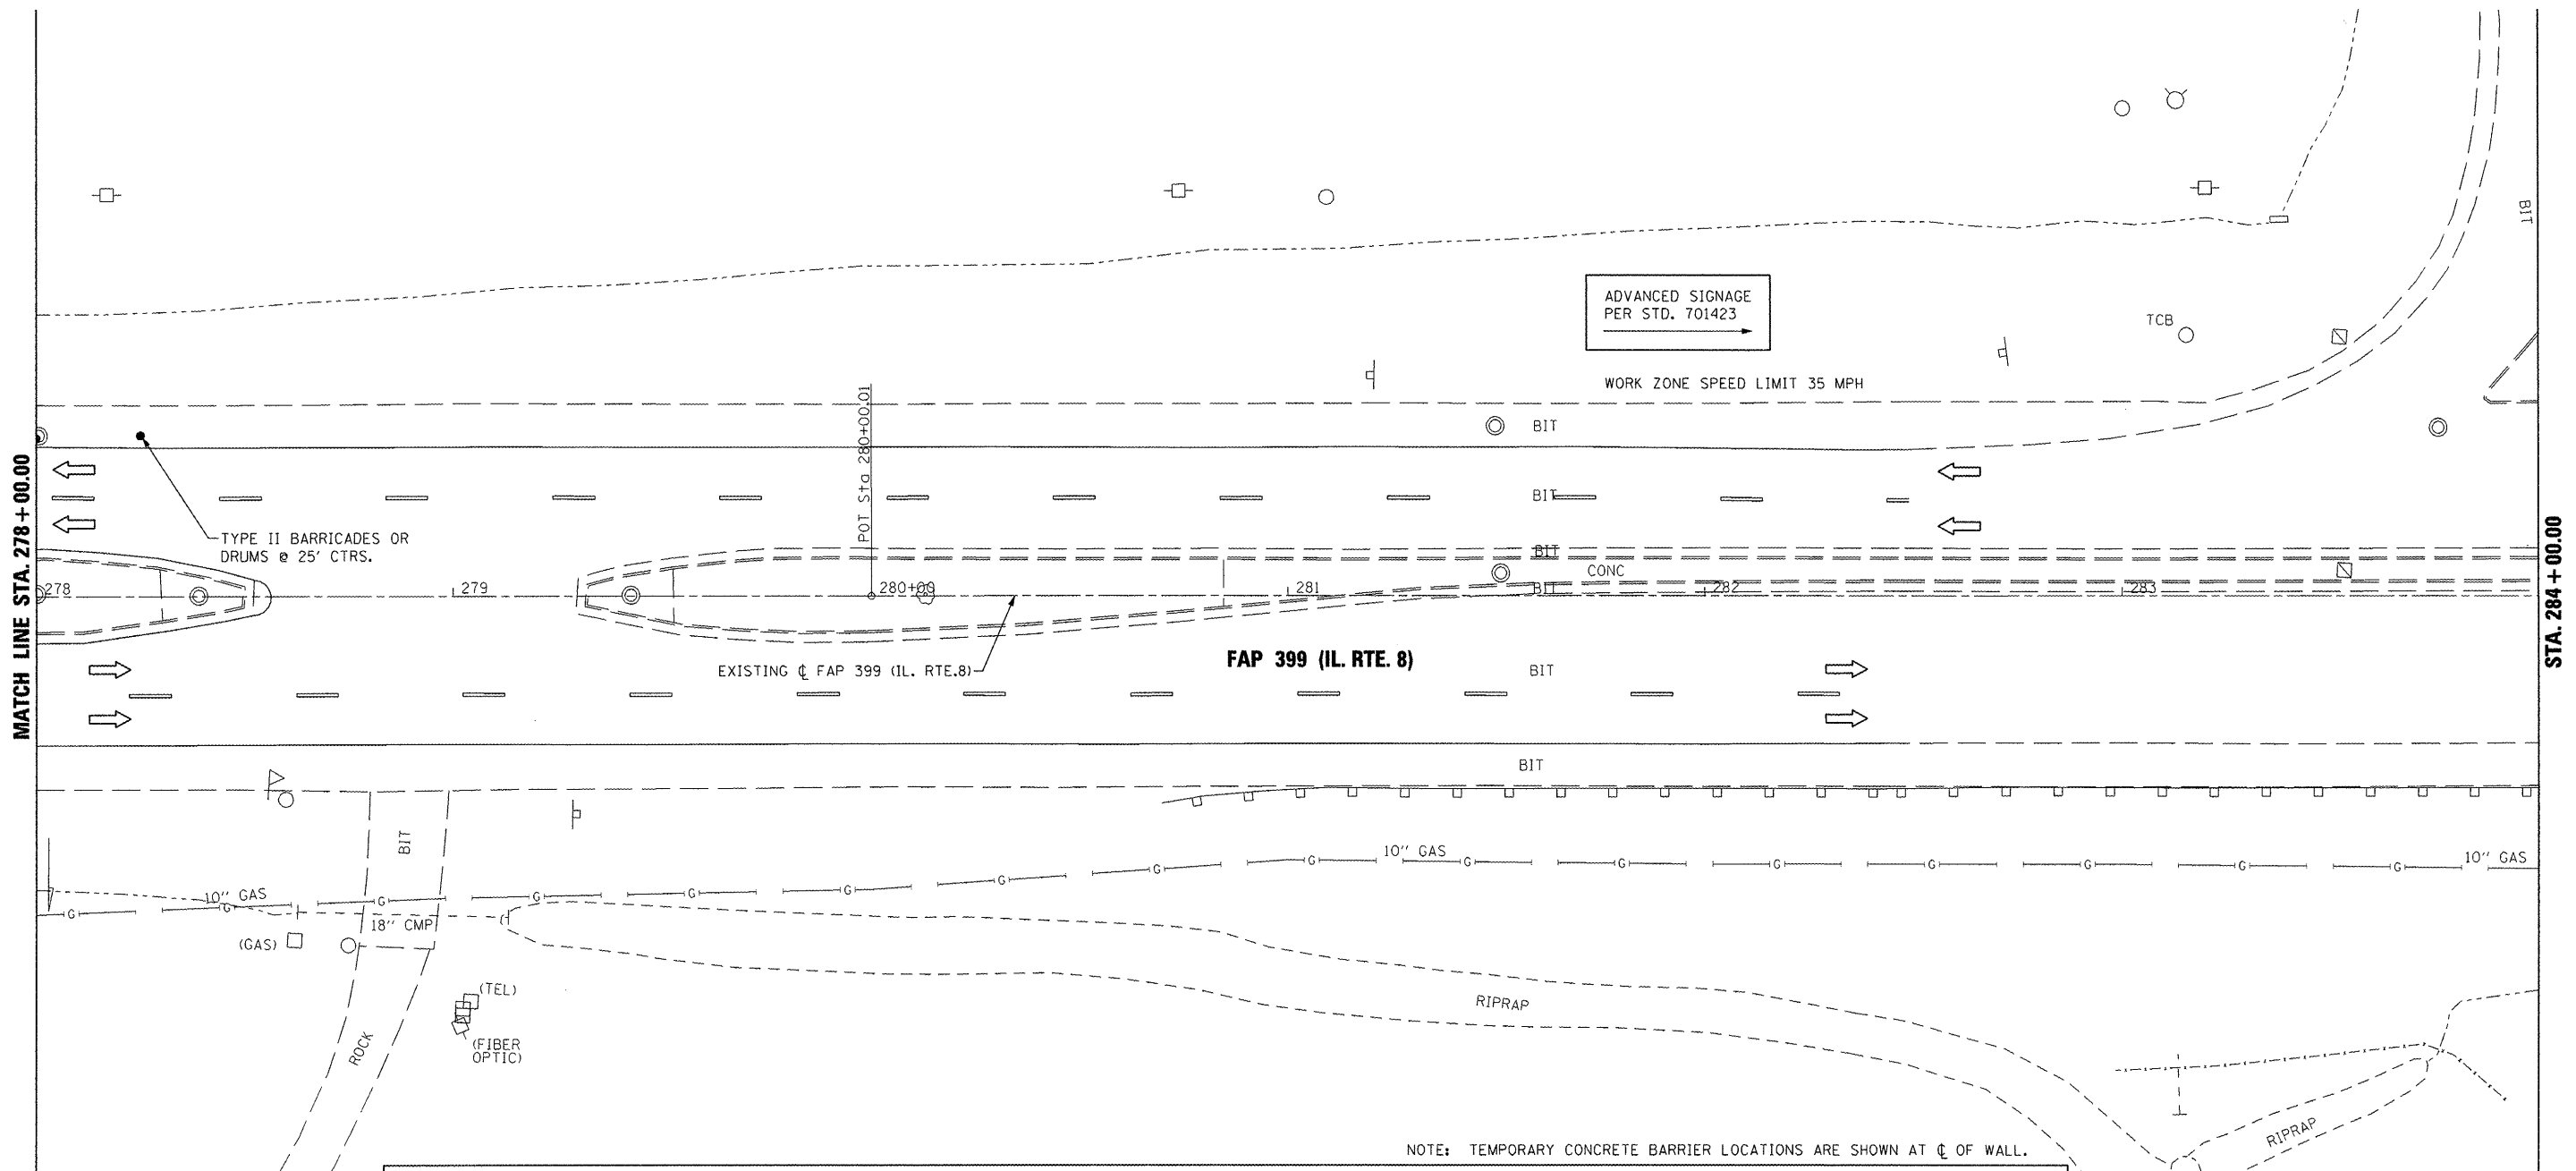 ADVANCED SIGNAGE
PER STD. 701423
TCB
BIT
WORK ZONE SPEED LIMIT 35 MPH
POT Sta 280+00.01
BIT
MATCH LINE STA. 278+00.00
STA. 284+00.00
BIT
TYPE II BARRICADES OR
DRUMS @ 25' CTRS.
BIT
CONC
278
279
280+00
281
BIT
282
283
EXISTING ℄ FAP 399 (IL. RTE.8)
FAP 399 (IL. RTE. 8)
BIT
BIT
BIT
10'' GAS
10'' GAS
10'' GAS
G G G G G G G G G G G G G G G G
18'' CMP
(GAS)
(TEL)
(FIBER
OPTIC)
ROCK
RIPRAP
RIPRAP
NOTE: TEMPORARY CONCRETE BARRIER LOCATIONS ARE SHOWN AT ℄ OF WALL.